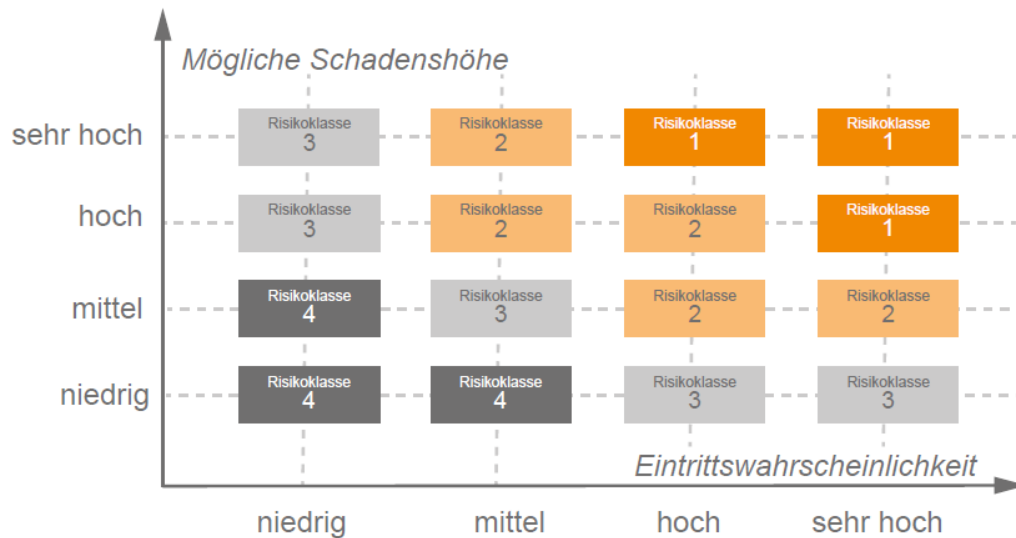 Mögliche Schadenshöhe
sehr hoch
Risikoklasse
3
Risikoklasse
2
Risikoklasse
1
Risikoklasse
1
hoch
Risikoklasse
3
Risikoklasse
2
Risikoklasse
2
Risikoklasse
1
mittel
Risikoklasse
4
Risikoklasse
3
Risikoklasse
2
Risikoklasse
2
niedrig
Risikoklasse
4
Risikoklasse
4
Risikoklasse
3
Risikoklasse
3
Eintrittswahrscheinlichkeit
niedrig
mittel
hoch
sehr hoch